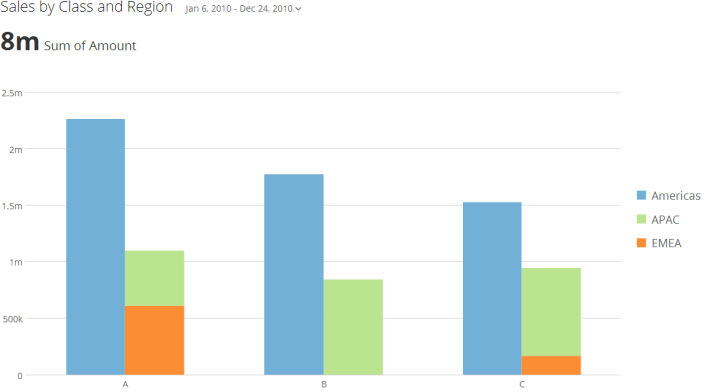 Sales by Class and Region Jan 6, 2010 - Dec 24, 2010
8m Sum of Amount
2.5m
2m
1.5m
1m
500k
0
A B C
Americas
APAC
EMEA